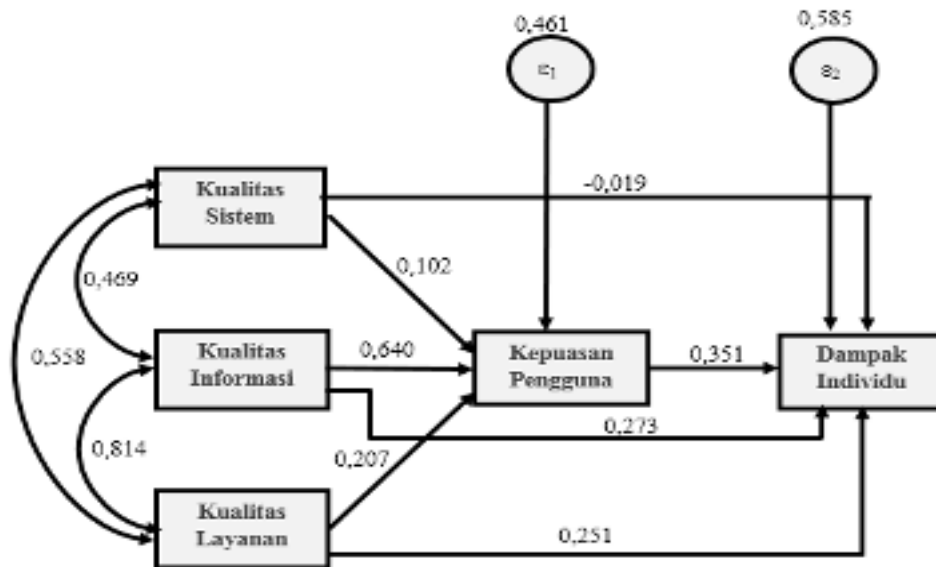 0,461
0,585
ε1
ε2
Kualitas
Sistem
-0,019
0,102
0,469
0,558
Kualitas
Informasi
0,640
Kepuasan
Pengguna
0,351
Dampak
Individu
0,273
0,814
0,207
Kualitas
Layanan
0,251